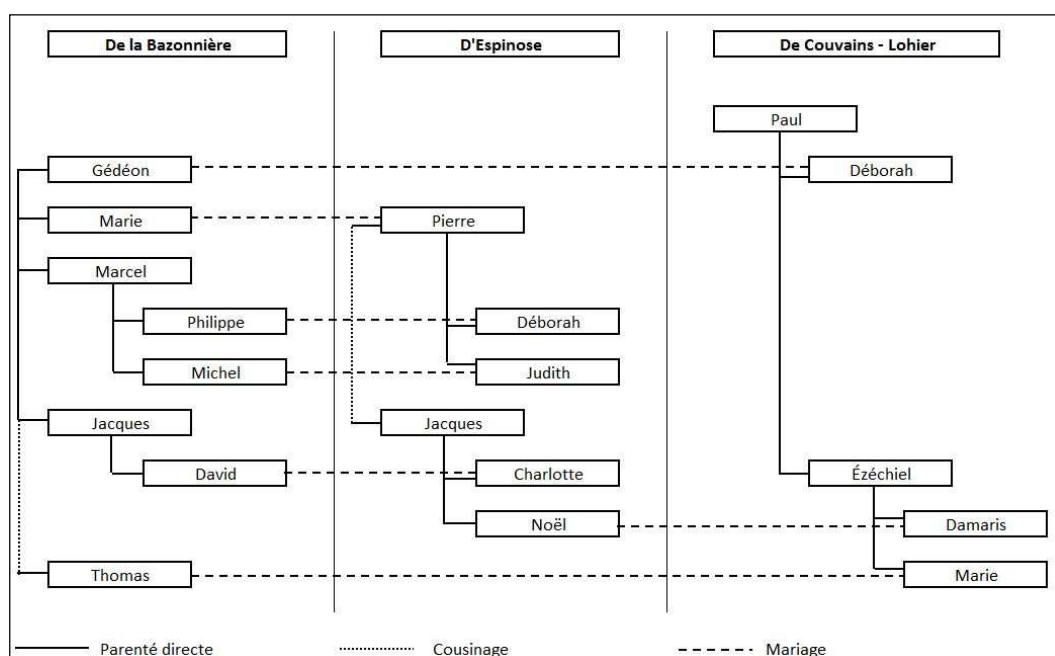 De la Bazonnière D'Espinose De Couvains - Lohier
Paul
Gédéon Déborah
Marie Pierre
Marcel
Philippe Déborah
Michel Judith
Jacques Jacques
David Charlotte Ézéchiel
Noël Damaris
Thomas Marie
Parenté directe Cousinage Mariage